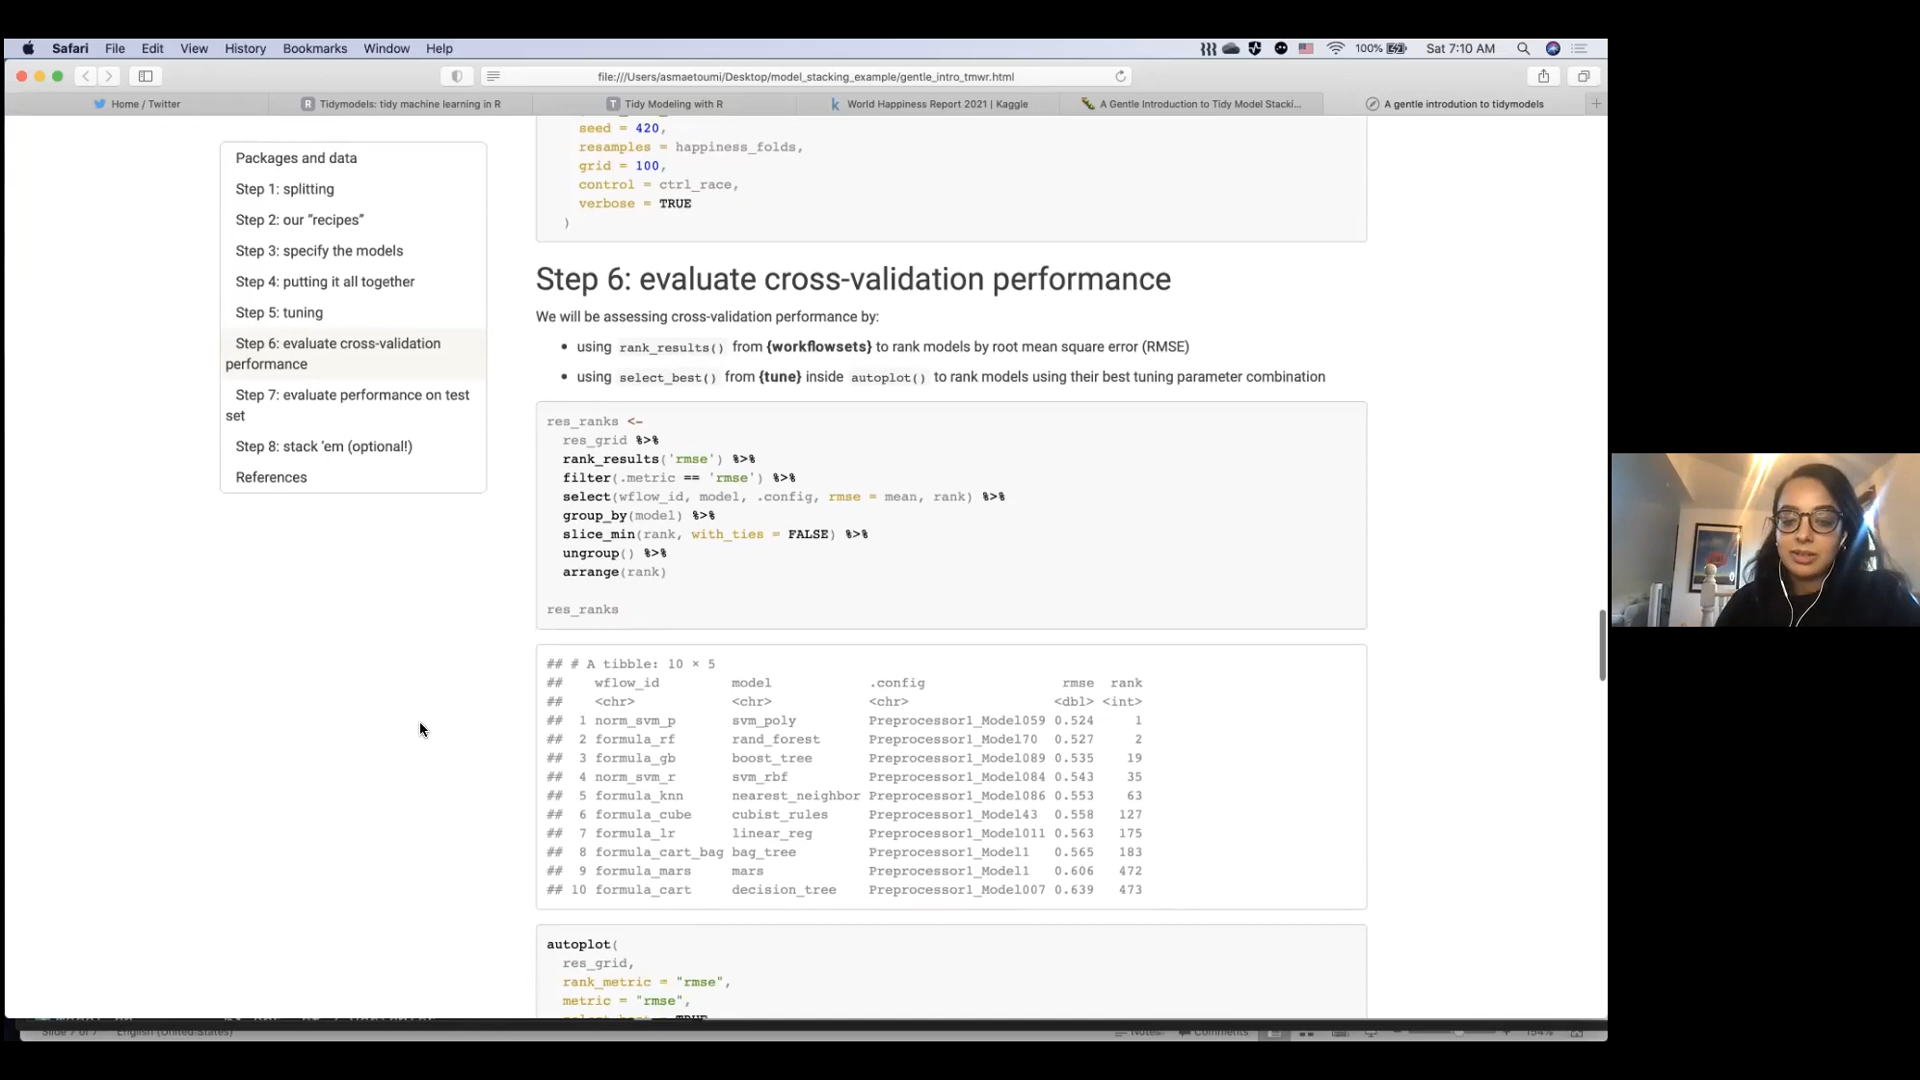 Safari File Edit View History Bookmarks Window Help
100% Sat 7:10 AM
file:///Users/asmaetoumi/Desktop/model_stacking_example/gentle_intro_tmwr.html
Home / Twitter
Tidymodels: tidy machine learning in R
Tidy Modeling with R
World Happiness Report 2021 | Kaggle
A Gentle Introduction to Tidy Model Stacki...
A gentle introdution to tidymodels
Packages and data
Step 1: splitting
Step 2: our "recipes"
Step 3: specify the models
Step 4: putting it all together
Step 5: tuning
Step 6: evaluate cross-validation
performance
Step 7: evaluate performance on test
set
Step 8: stack 'em (optional!)
References
seed = 420,
resamples = happiness_folds,
grid = 100,
control = ctrl_race,
verbose = TRUE
)
Step 6: evaluate cross-validation performance
We will be assessing cross-validation performance by:
• using rank_results() from {workflowsets} to rank models by root mean square error (RMSE)
• using select_best() from {tune} inside autoplot() to rank models using their best tuning parameter combination
res_ranks <-
res_grid %>%
rank_results('rmse') %>%
filter(.metric == 'rmse') %>%
select(wflow_id, model, .config, rmse = mean, rank) %>%
group_by(model) %>%
slice_min(rank, with_ties = FALSE) %>%
ungroup() %>%
arrange(rank)
res_ranks
## # A tibble: 10 × 5
## wflow_id model .config rmse rank
## <chr> <chr> <chr> <dbl> <int>
## 1 norm_svm_p svm_poly Preprocessor1_Model059 0.524 1
## 2 formula_rf rand_forest Preprocessor1_Model70 0.527 2
## 3 formula_gb boost_tree Preprocessor1_Model089 0.535 19
## 4 norm_svm_r svm_rbf Preprocessor1_Model084 0.543 35
## 5 formula_knn nearest_neighbor Preprocessor1_Model086 0.553 63
## 6 formula_cube cubist_rules Preprocessor1_Model43 0.558 127
## 7 formula_lr linear_reg Preprocessor1_Model011 0.563 175
## 8 formula_cart_bag bag_tree Preprocessor1_Model1 0.565 183
## 9 formula_mars mars Preprocessor1_Model1 0.606 472
## 10 formula_cart decision_tree Preprocessor1_Model007 0.639 473
autoplot(
res_grid,
rank_metric = "rmse",
metric = "rmse",
Slide 7 of 7 English (United States) Notes Comments 154%